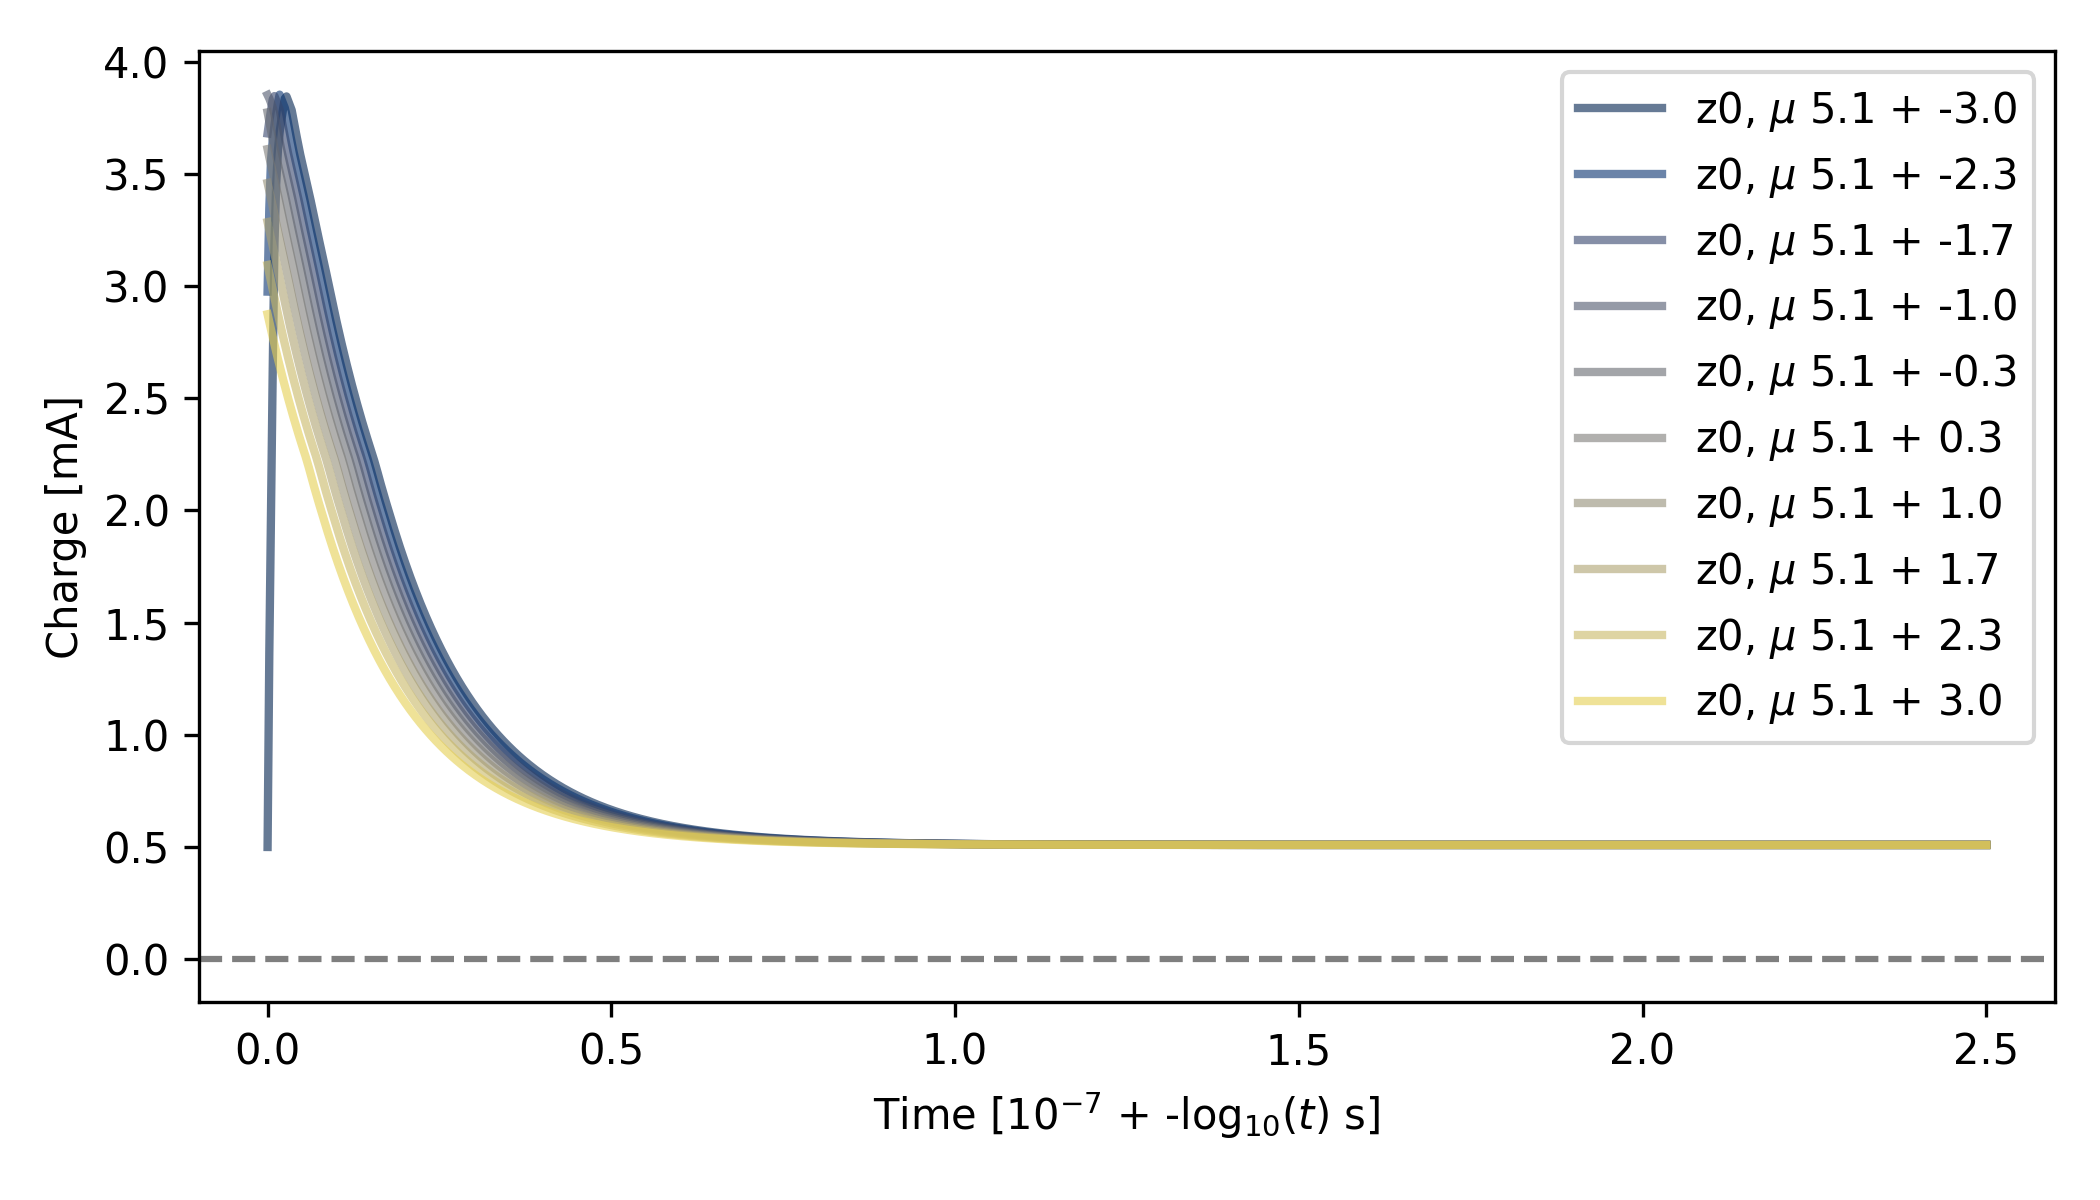 4.0
3.5
3.0
2.5
2.0
1.5
1.0
0.5
0.0
Charge [mA]
0.0 0.5 1.0 1.5 2.0 2.5
Time [10⁻⁷ + -log₁₀(t) s]
z0, μ 5.1 + -3.0
z0, μ 5.1 + -2.3
z0, μ 5.1 + -1.7
z0, μ 5.1 + -1.0
z0, μ 5.1 + -0.3
z0, μ 5.1 + 0.3
z0, μ 5.1 + 1.0
z0, μ 5.1 + 1.7
z0, μ 5.1 + 2.3
z0, μ 5.1 + 3.0